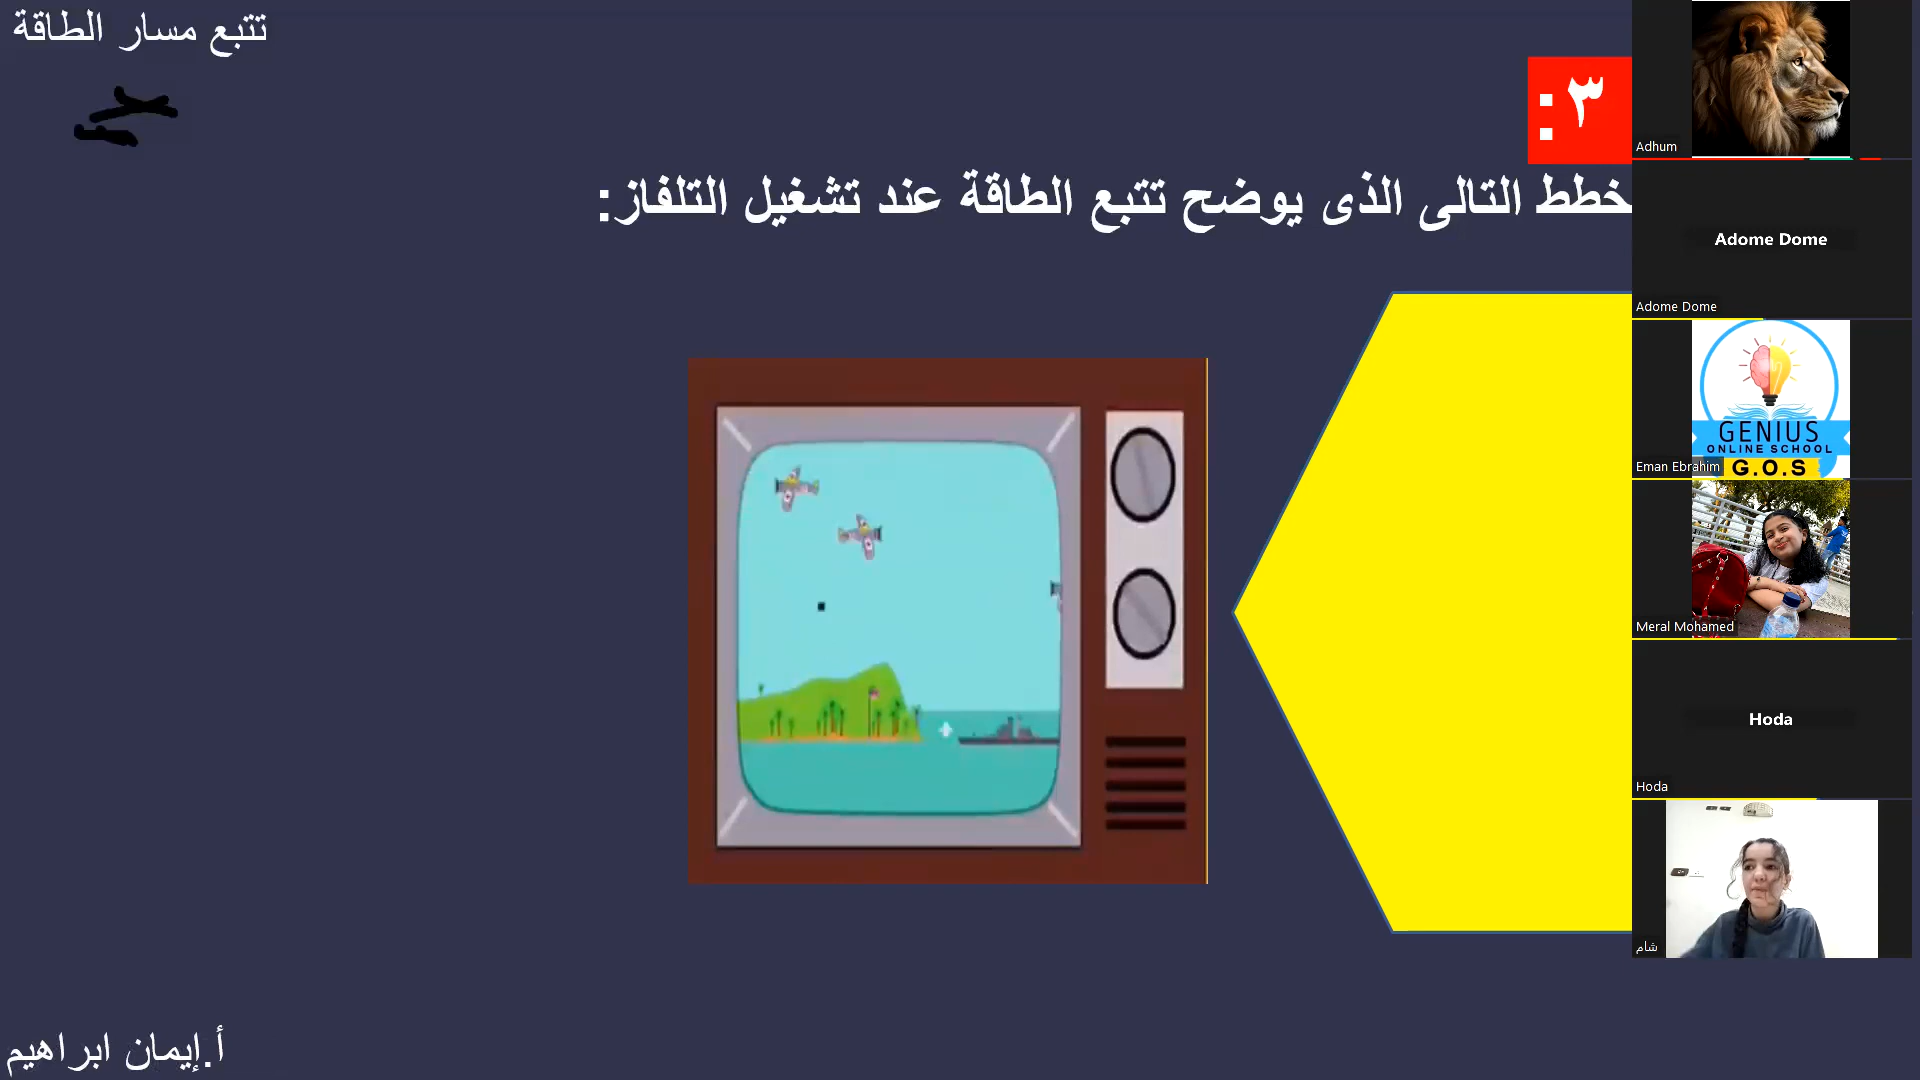 تتبع مسار الطاقة
٣:
خطط التالى الذى يوضح تتبع الطاقة عند تشغيل التلفاز:
أ.إيمان ابراهيم
Adhum
Adome Dome
Adome Dome
GENIUS
ONLINE SCHOOL
G.O.S
Eman Ebrahim
Meral Mohamed
Hoda
Hoda
شام